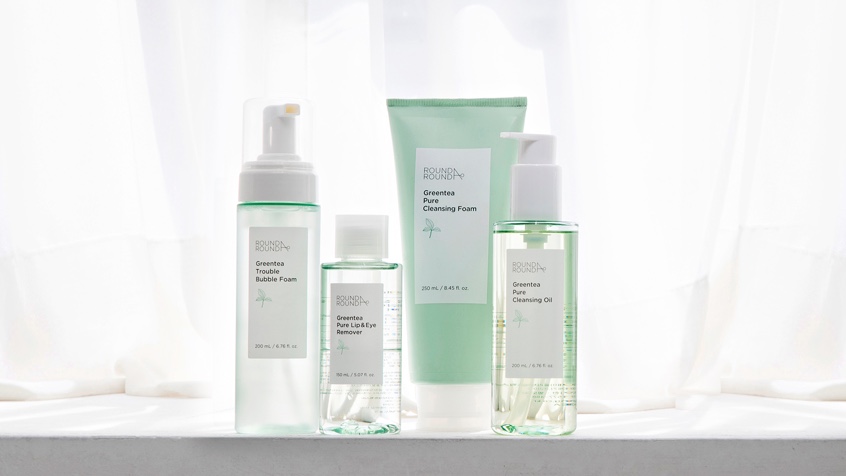 ROUND A
ROUND
Greentea
Trouble
Bubble Foam
200 mL / 6.76 fl. oz.
ROUND A
ROUND
Greentea
Pure Lip & Eye
Remover
150 mL / 5.07 fl. oz.
ROUND A
ROUND
Greentea
Pure
Cleansing Foam
250 mL / 8.45 fl. oz.
ROUND A
ROUND
Greentea
Pure
Cleansing Oil
200 mL / 6.76 fl. oz.